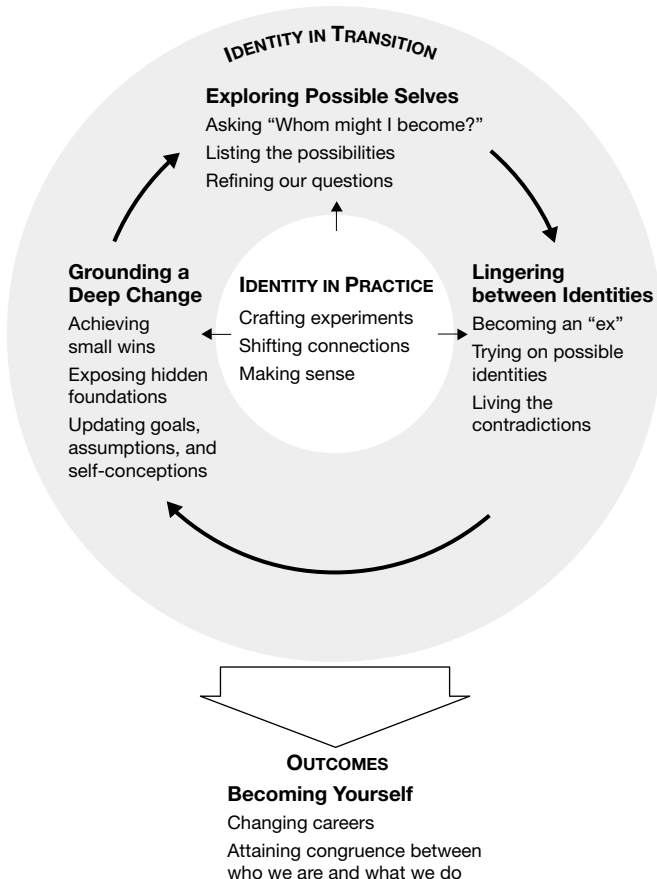 IDENTITY IN TRANSITION
Exploring Possible Selves
Asking “Whom might I become?”
Listing the possibilities
Refining our questions
Grounding a
Deep Change
Achieving
small wins
Exposing hidden
foundations
Updating goals,
assumptions, and
self-conceptions
IDENTITY IN PRACTICE
Crafting experiments
Shifting connections
Making sense
Lingering
between Identities
Becoming an “ex”
Trying on possible
identities
Living the
contradictions
OUTCOMES
Becoming Yourself
Changing careers
Attaining congruence between
who we are and what we do